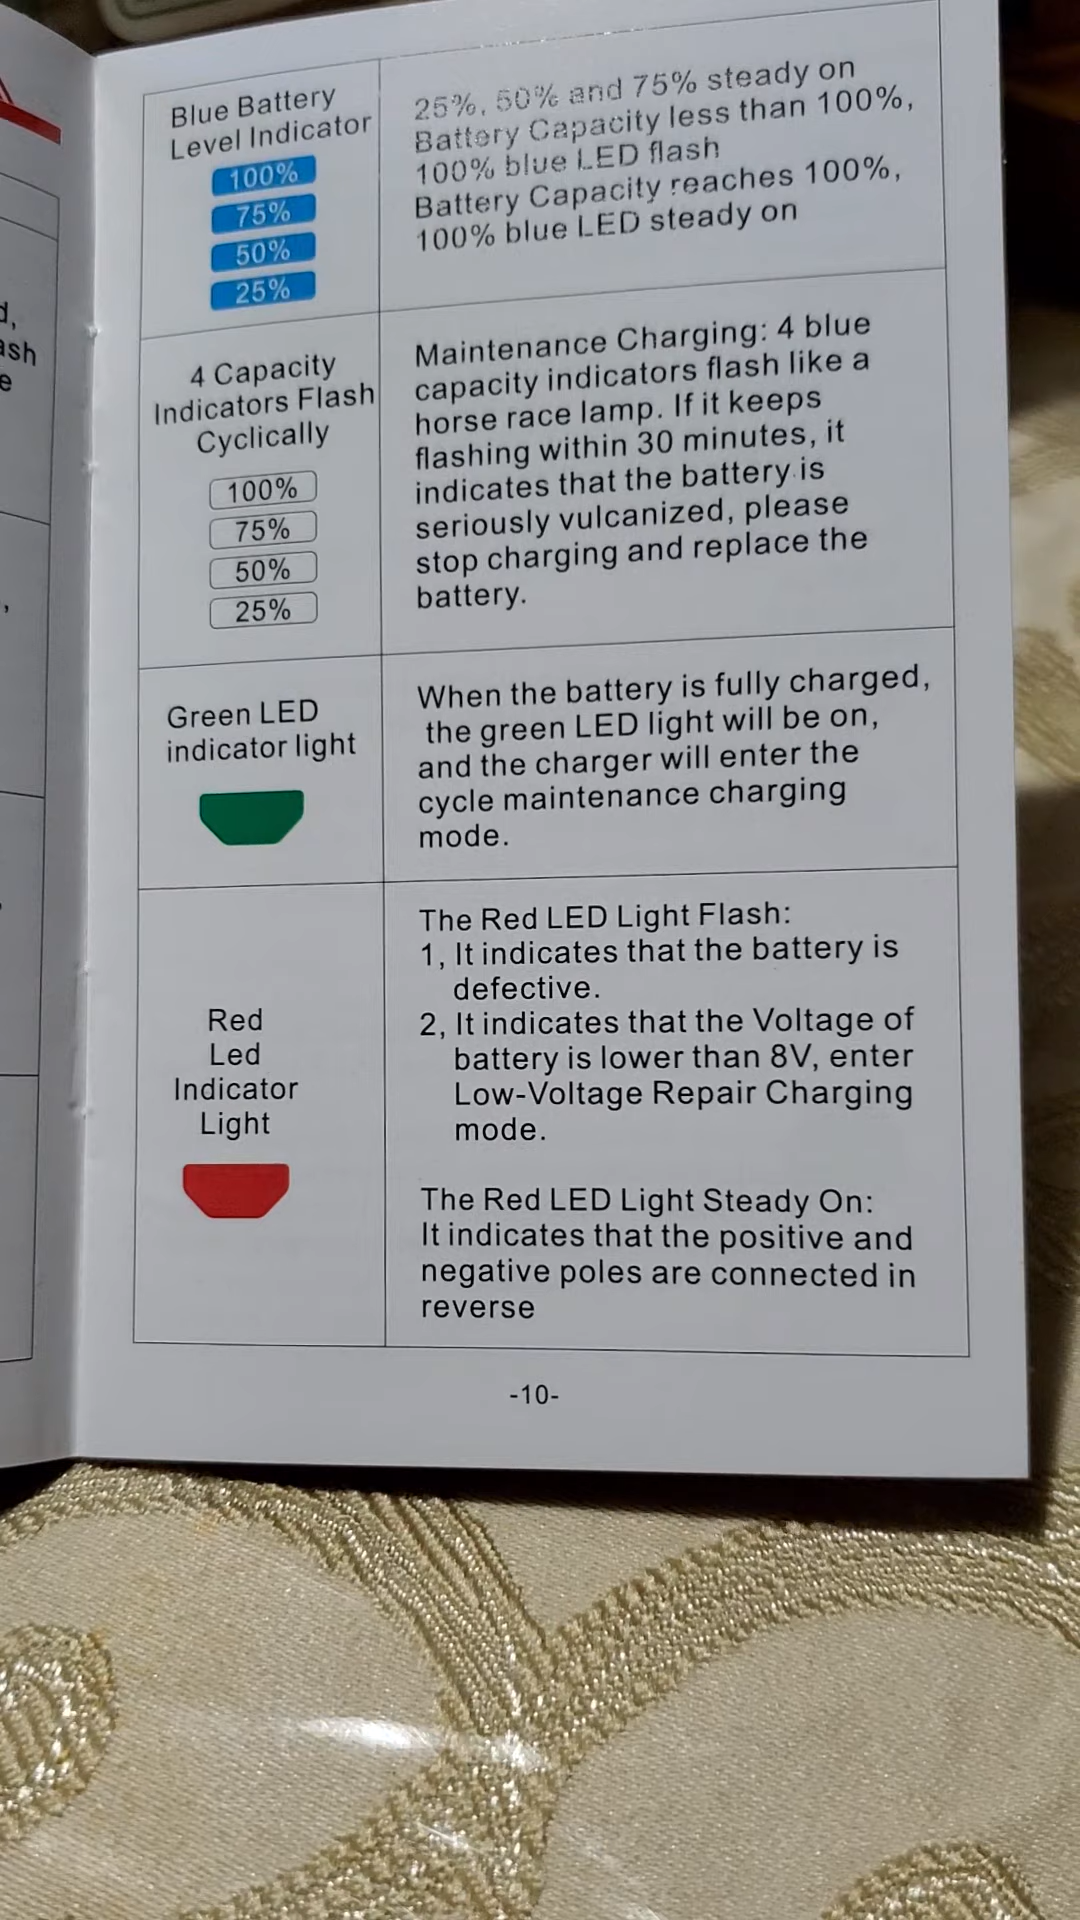 Blue Battery
Level Indicator
100%
75%
50%
25%
25%, 50% and 75% steady on
Battery Capacity less than 100%,
100% blue LED flash
Battery Capacity reaches 100%,
100% blue LED steady on
4 Capacity
Indicators Flash
Cyclically
100%
75%
50%
25%
Maintenance Charging: 4 blue
capacity indicators flash like a
horse race lamp. If it keeps
flashing within 30 minutes, it
indicates that the battery is
seriously vulcanized, please
stop charging and replace the
battery.
Green LED
indicator light
When the battery is fully charged,
the green LED light will be on,
and the charger will enter the
cycle maintenance charging
mode.
Red
Led
Indicator
Light
The Red LED Light Flash:
1, It indicates that the battery is
defective.
2, It indicates that the Voltage of
battery is lower than 8V, enter
Low-Voltage Repair Charging
mode.
The Red LED Light Steady On:
It indicates that the positive and
negative poles are connected in
reverse
-10-